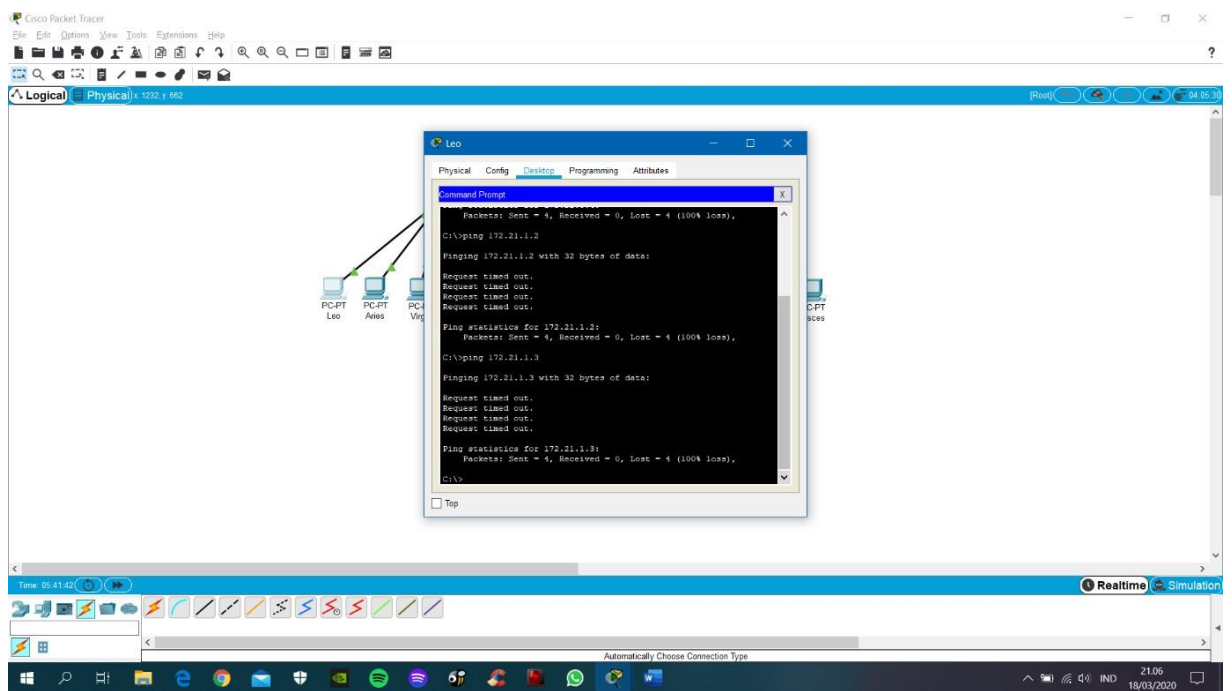 Cisco Packet Tracer
File Edit Options View Tools Extensions Help
?
Logical Physical x: 1232, y: 662
[Root] 04:05:30
Leo
Physical Config Desktop Programming Attributes
Command Prompt X
Packets: Sent = 4, Received = 0, Lost = 4 (100% loss),
C:\>ping 172.21.1.2
Pinging 172.21.1.2 with 32 bytes of data:
Request timed out.
Request timed out.
Request timed out.
Request timed out.
Ping statistics for 172.21.1.2:
Packets: Sent = 4, Received = 0, Lost = 4 (100% loss),
C:\>ping 172.21.1.3
Pinging 172.21.1.3 with 32 bytes of data:
Request timed out.
Request timed out.
Request timed out.
Request timed out.
Ping statistics for 172.21.1.3:
Packets: Sent = 4, Received = 0, Lost = 4 (100% loss),
C:\>
Top
PC-PT
Leo
PC-PT
Aries
Time: 05:41:42
Realtime Simulation
Automatically Choose Connection Type
IND
21.06
18/03/2020